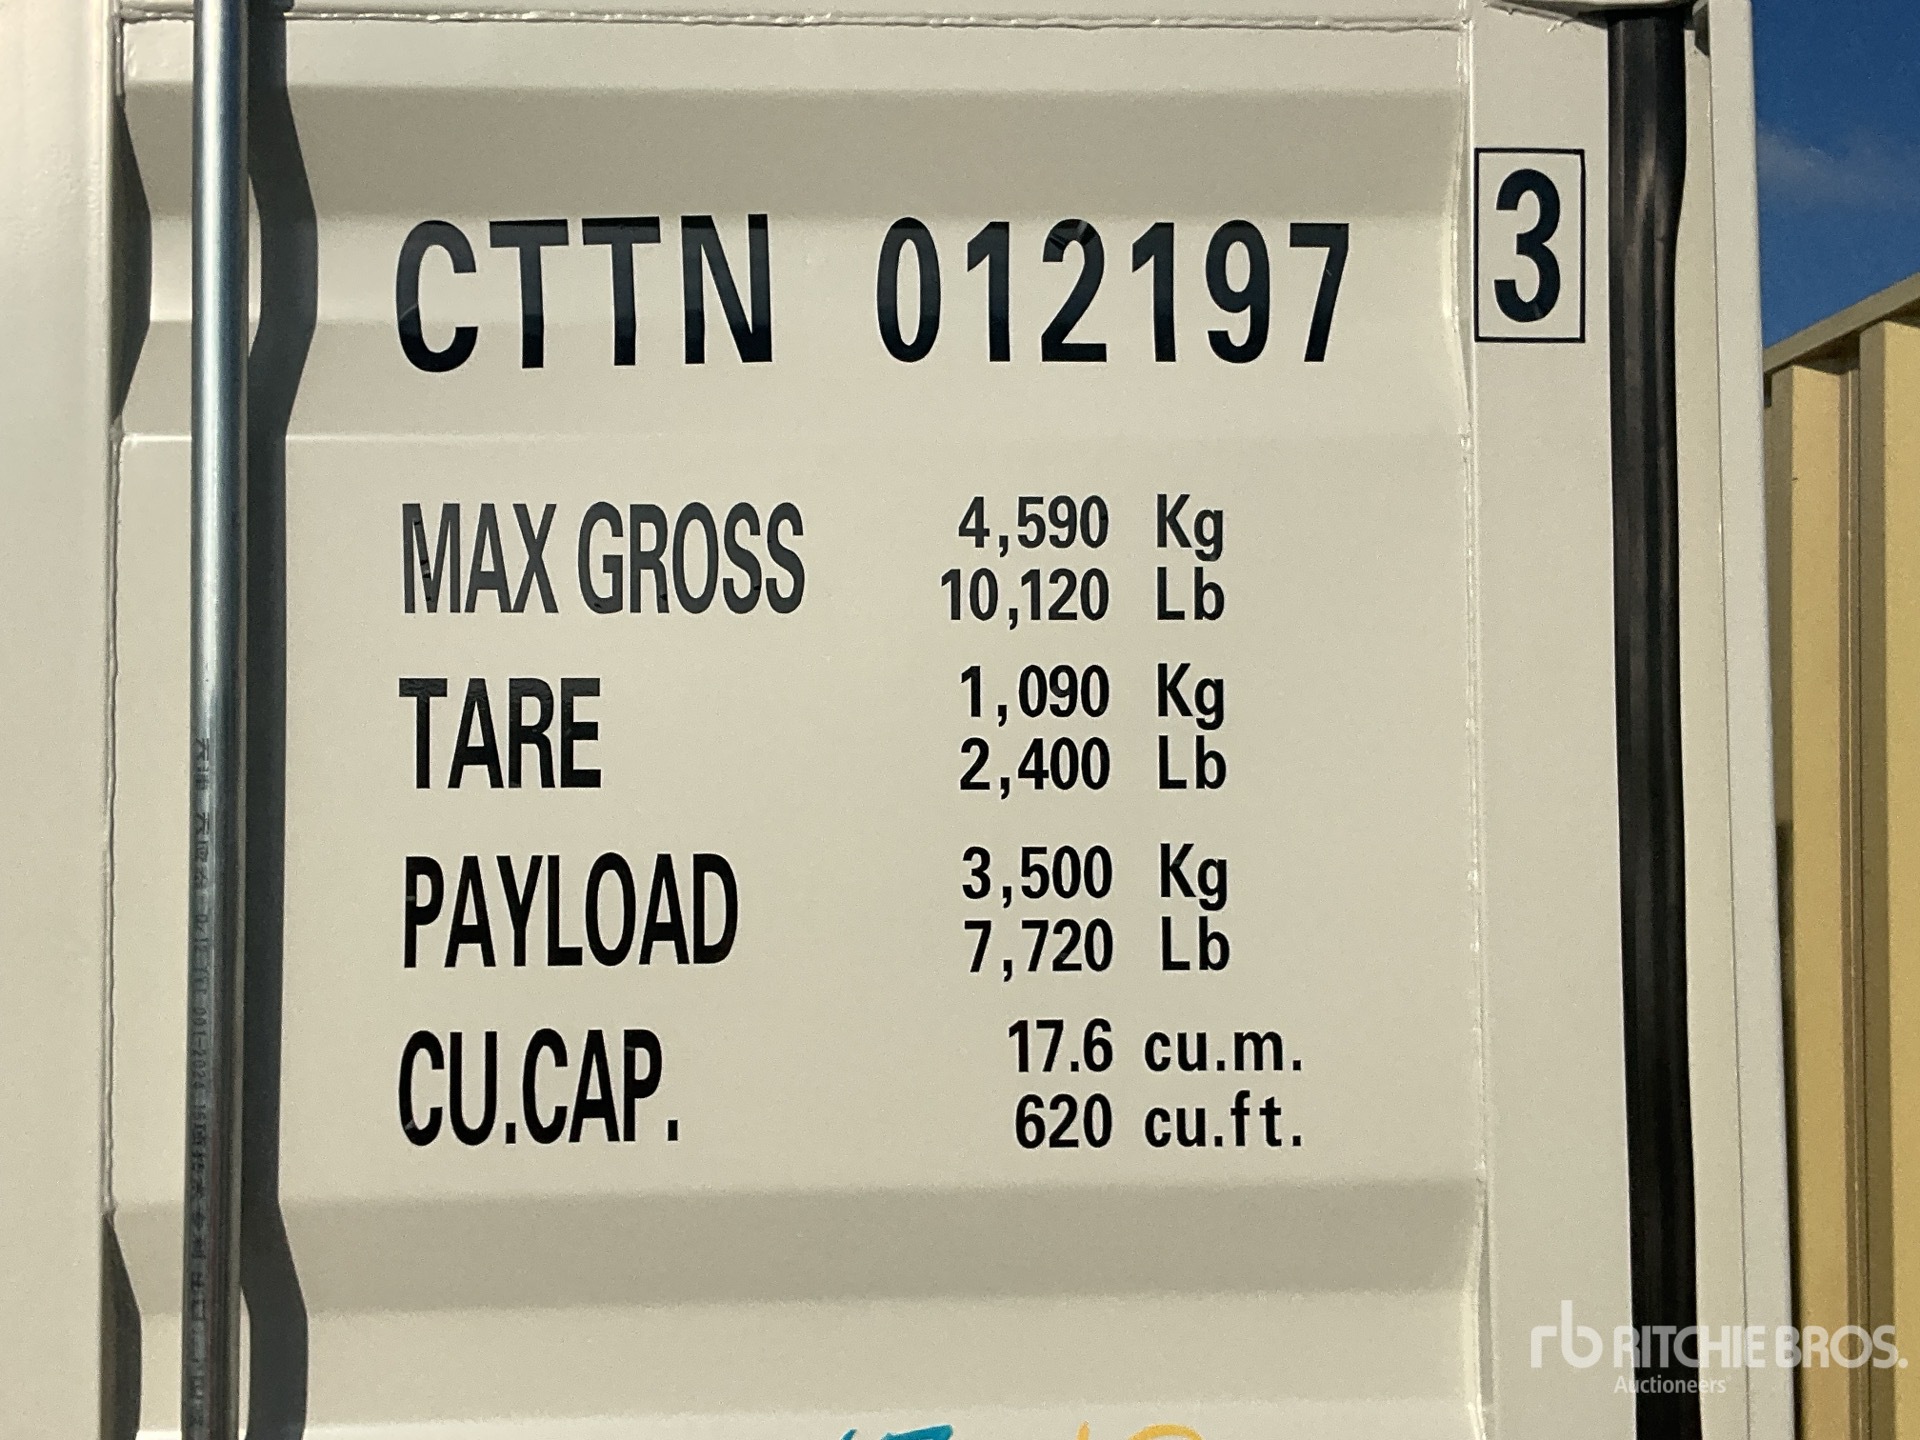 CTTN 012197 3
MAX GROSS 4,590 Kg
10,120 Lb
TARE 1,090 Kg
2,400 Lb
PAYLOAD 3,500 Kg
7,720 Lb
CU.CAP. 17.6 cu.m.
620 cu.ft.
rb RITCHIE BROS.
Auctioneers